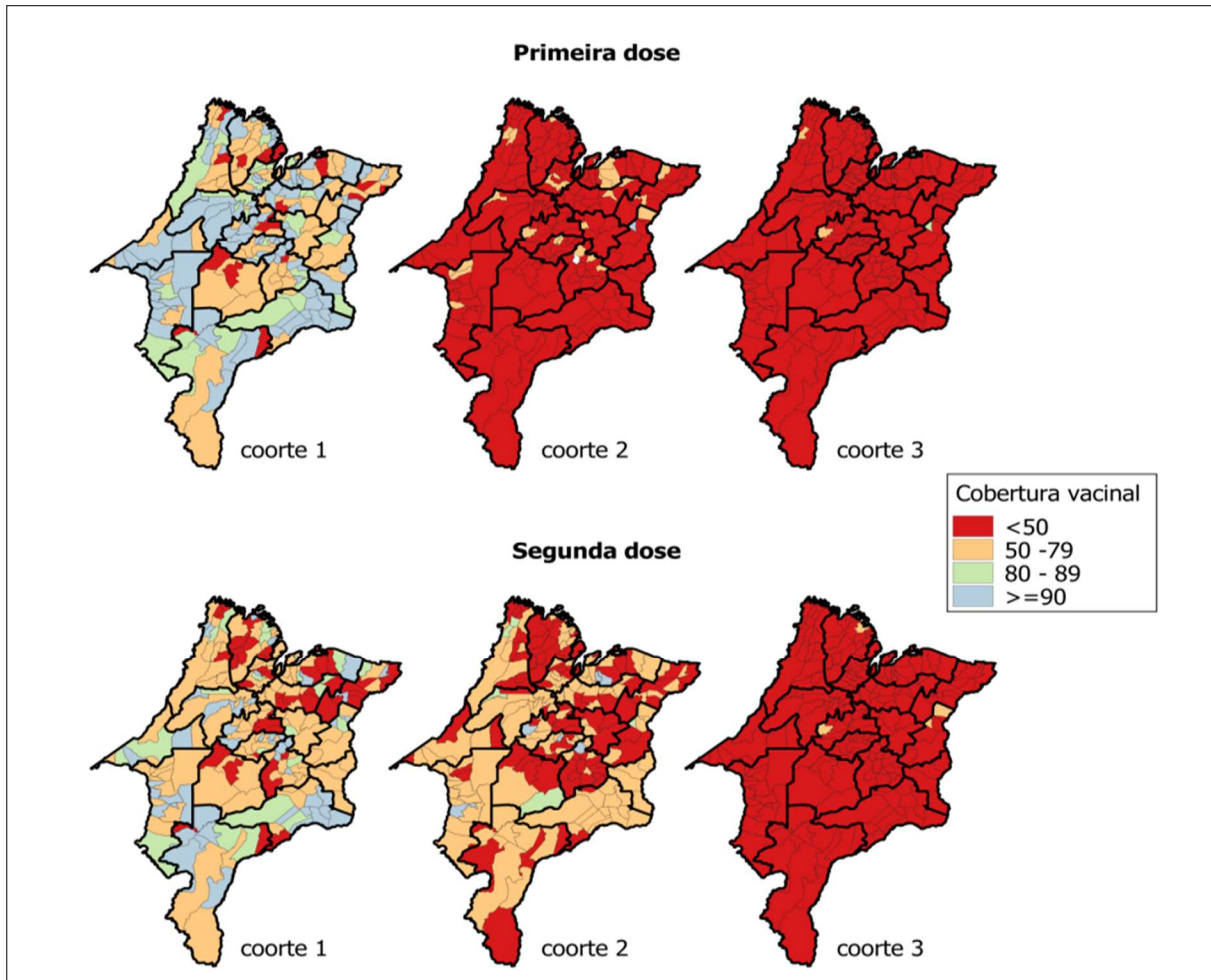 Primeira dose
coorte 1
coorte 2
coorte 3
Cobertura vacinal
<50
50 -79
80 - 89
>=90
Segunda dose
coorte 1
coorte 2
coorte 3